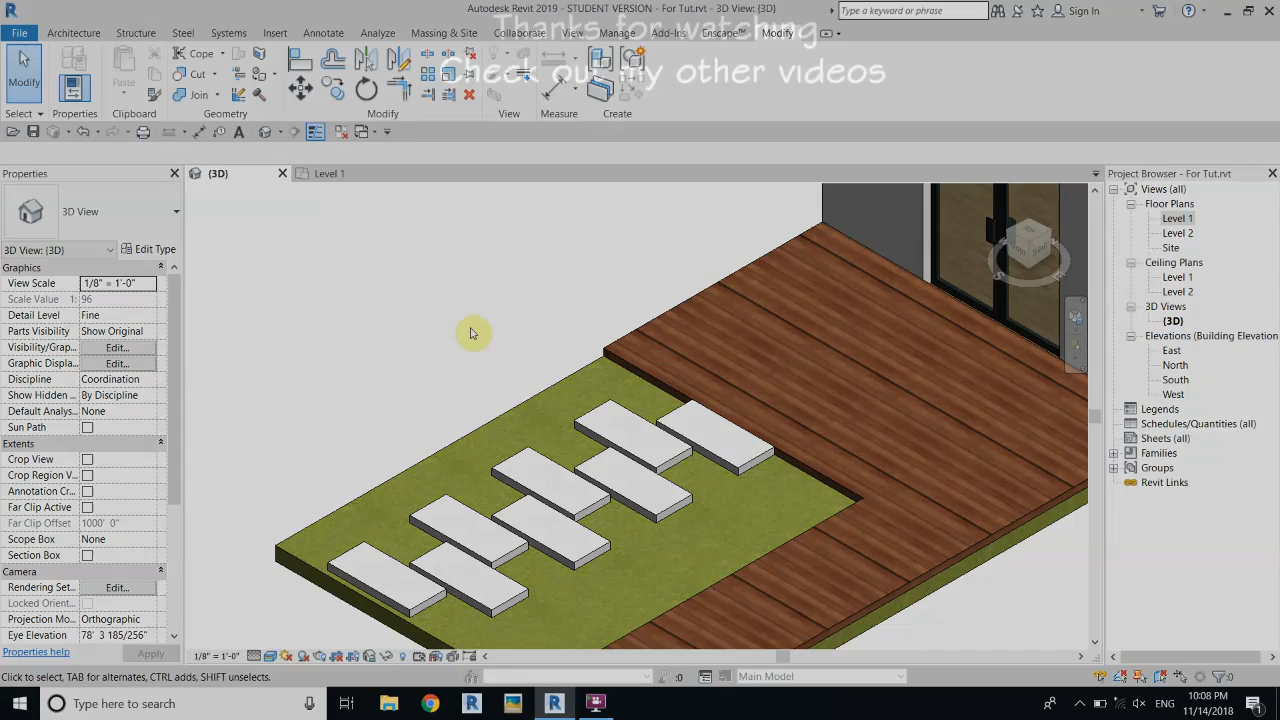 Autodesk Revit 2019 - STUDENT VERSION - For Tut.rvt - 3D View: {3D}
Type a keyword or phrase
Sign In
Thanks for watching
Check out my other videos
File Architecture Structure Steel Systems Insert Annotate Analyze Massing & Site Collaborate View Manage Add-Ins Enscape™ Modify
Modify
Paste
Cope
Cut
Join
Select Properties Clipboard Geometry Modify View Measure Create
Properties
{3D}
Level 1
Project Browser - For Tut.rvt
3D View
3D View: {3D}
Edit Type
Graphics
View Scale 1/8" = 1'-0"
Scale Value 1: 96
Detail Level Fine
Parts Visibility Show Original
Visibility/Grap... Edit...
Graphic Displa... Edit...
Discipline Coordination
Show Hidden ... By Discipline
Default Analys... None
Sun Path
Extents
Crop View
Crop Region V...
Annotation Cr...
Far Clip Active
Far Clip Offset 1000' 0"
Scope Box None
Section Box
Camera
Rendering Set... Edit...
Locked Orient...
Projection Mo... Orthographic
Eye Elevation 78' 3 185/256"
Properties help
Apply
TOP
Views (all)
Floor Plans
Level 1
Level 2
Site
Ceiling Plans
Level 1
Level 2
3D Views
{3D}
Elevations (Building Elevation
East
North
South
West
Legends
Schedules/Quantities (all)
Sheets (all)
Families
Groups
Revit Links
1/8" = 1'-0"
Click to select, TAB for alternates, CTRL adds, SHIFT unselects.
:0
Main Model
:0
Type here to search
ENG
10:08 PM
11/14/2018
1